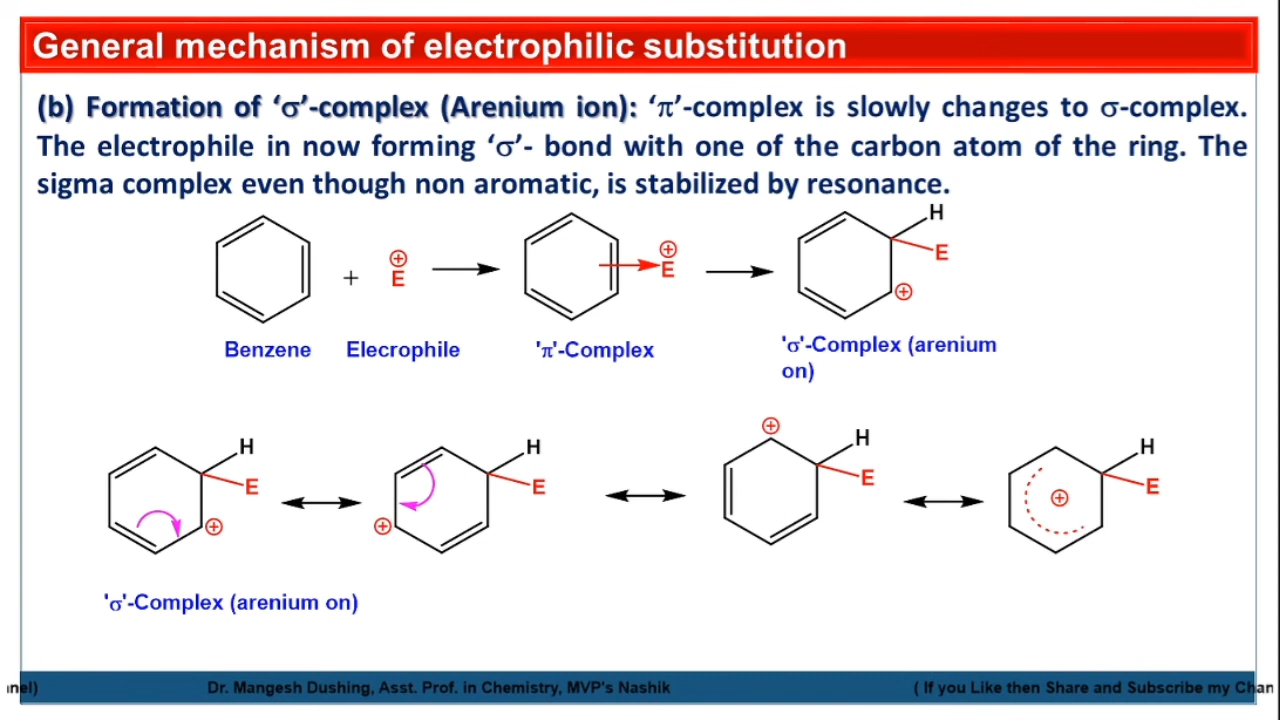 General mechanism of electrophilic substitution
(b) Formation of ‘σ’-complex (Arenium ion): ‘π’-complex is slowly changes to σ-complex.
The electrophile in now forming ‘σ’- bond with one of the carbon atom of the ring. The
sigma complex even though non aromatic, is stabilized by resonance.
+ ⊕ E ⊕ E H E ⊕
Benzene Elecrophile 'π'-Complex 'σ'-Complex (arenium
on)
H E ⊕ H E ⊕ ⊕ H E H E ⊕
'σ'-Complex (arenium on)
nel) Dr. Mangesh Dushing, Asst. Prof. in Chemistry, MVP's Nashik ( If you Like then Share and Subscribe my Chan